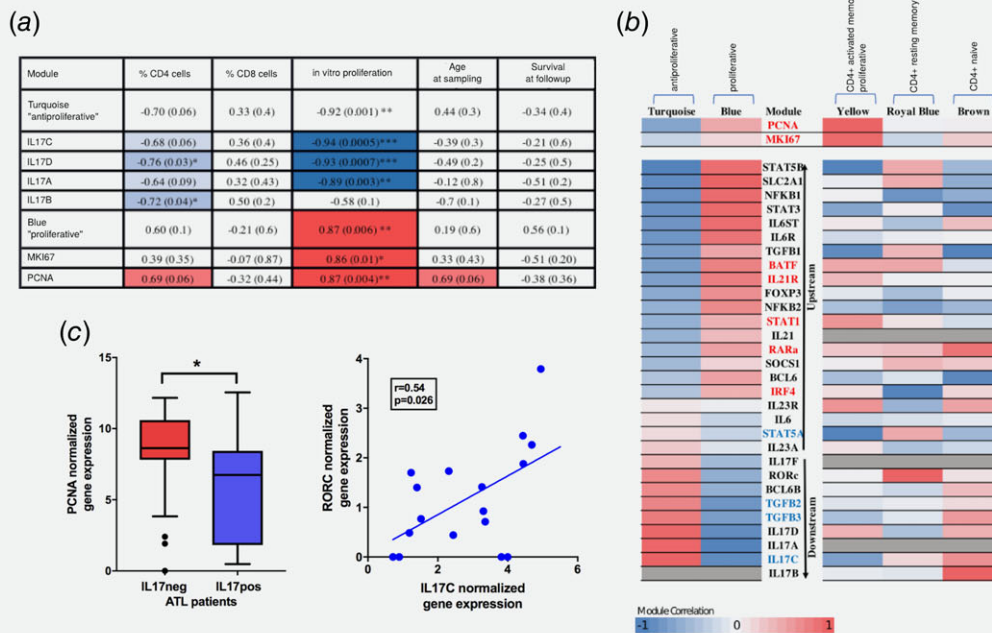 (a)
Module % CD4 cells % CD8 cells in vitro proliferation Age at sampling Survival at followup
Turquoise "antiproliferative" -0.70 (0.06) 0.33 (0.4) -0.92 (0.001) ** 0.44 (0.3) -0.34 (0.4)
IL17C -0.68 (0.06) 0.36 (0.4) -0.94 (0.0005)*** -0.39 (0.3) -0.21 (0.6)
IL17D -0.76 (0.03)* 0.46 (0.25) -0.93 (0.0007)*** -0.49 (0.2) -0.25 (0.5)
IL17A -0.64 (0.09) 0.32 (0.43) -0.89 (0.003)** -0.12 (0.8) -0.51 (0.2)
IL17B -0.72 (0.04)* 0.50 (0.2) -0.58 (0.1) -0.7 (0.1) -0.27 (0.5)
Blue "proliferative" 0.60 (0.1) -0.21 (0.6) 0.87 (0.006) ** 0.19 (0.6) 0.56 (0.1)
MKI67 0.39 (0.35) -0.07 (0.87) 0.86 (0.01)* 0.33 (0.43) -0.51 (0.20)
PCNA 0.69 (0.06) -0.32 (0.44) 0.87 (0.004)** 0.69 (0.06) -0.38 (0.36)
(b)
antiproliferative
proliferative
CD4+ activated memo
proliferative
CD4+ resting memory
CD4+ naive
Turquoise Blue Module Yellow Royal Blue Brown
PCNA
MKI67
STAT5B
SLC2A1
NFKB1
STAT3
IL6ST
IL6R
TGFB1
BATF
IL21R
FOXP3
NFKB2
STAT1
IL21
RARa
SOCS1
BCL6
IRF4
IL23R
IL6
STAT5A
IL23A
IL17F
RORc
BCL6B
TGFB2
TGFB3
IL17D
IL17A
IL17C
IL17B
Upstream
Downstream
Module Correlation
-1 0 1
(c)
PCNA normalized
gene expression
15
10
5
0
*
IL17neg IL17pos
ATL patients
RORC normalized
gene expression
4
3
2
1
0
r=0.54
p=0.026
0 2 4 6
IL17C normalized
gene expression